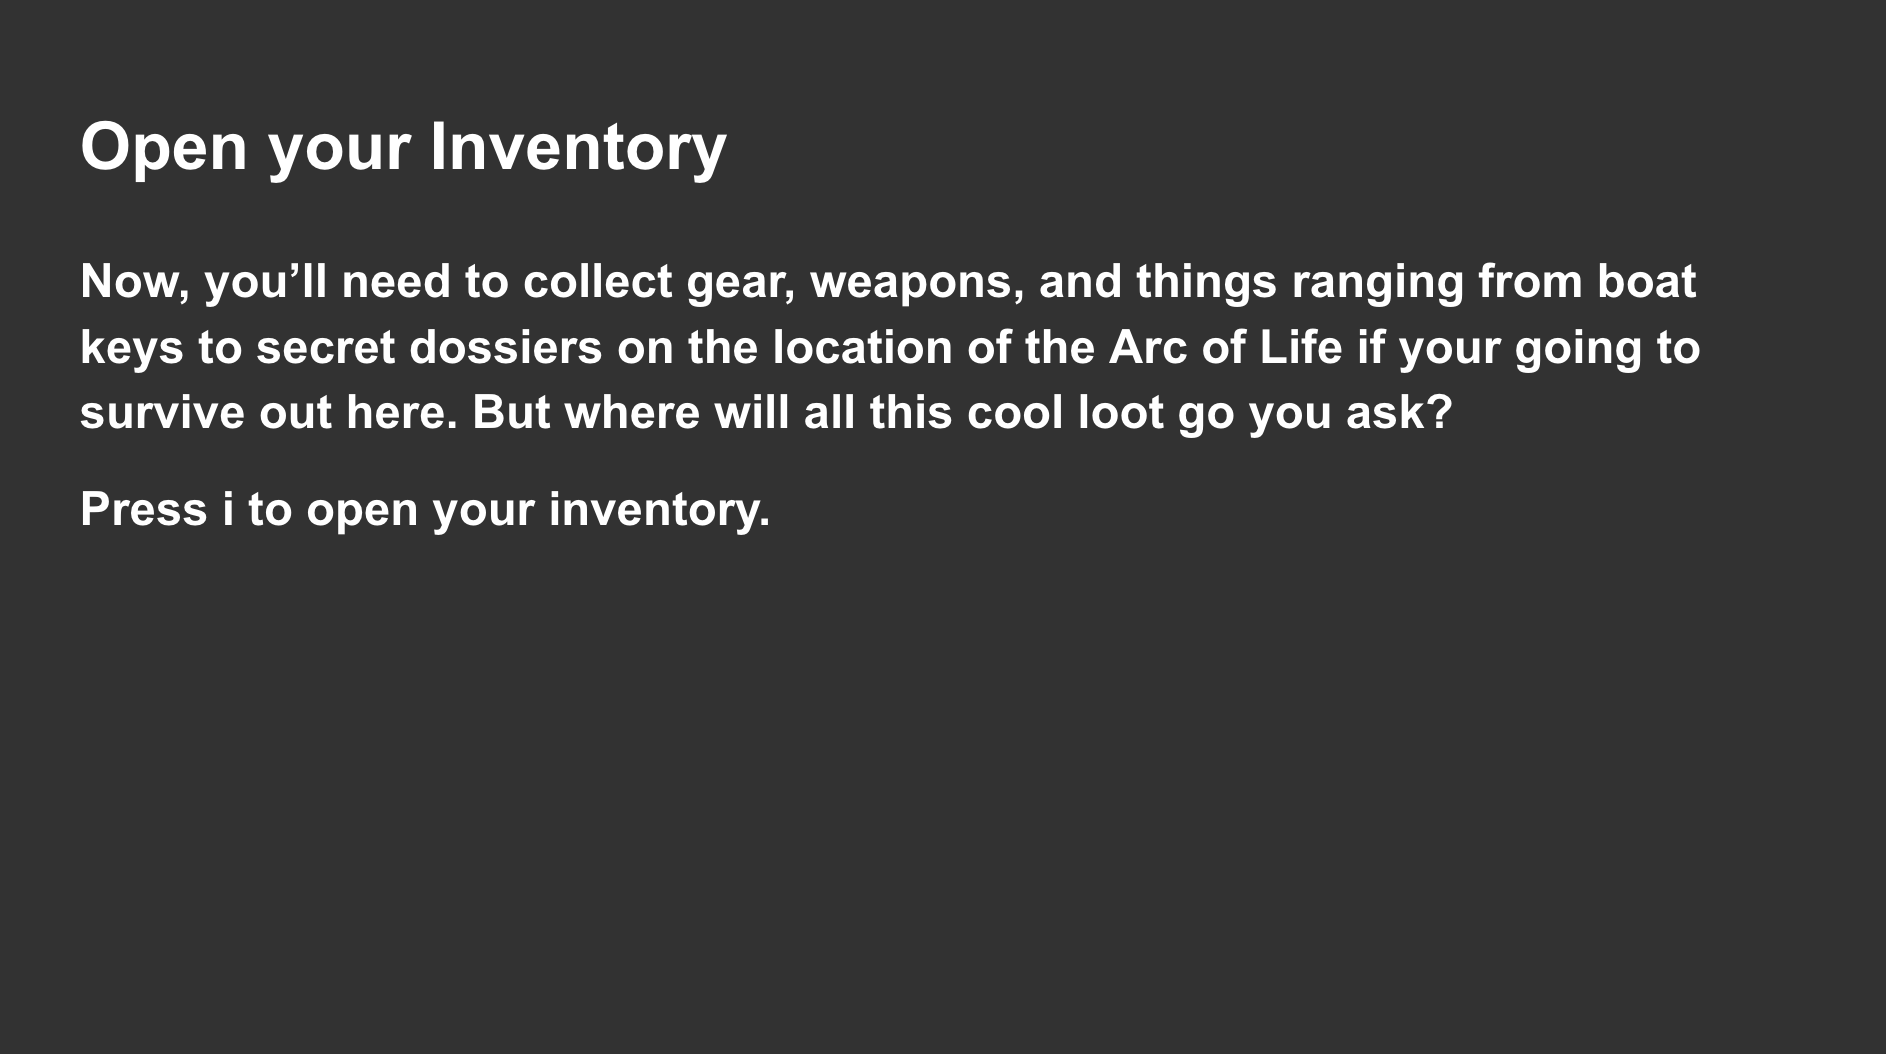 Open your Inventory
Now, you’ll need to collect gear, weapons, and things ranging from boat
keys to secret dossiers on the location of the Arc of Life if your going to
survive out here. But where will all this cool loot go you ask?
Press i to open your inventory.